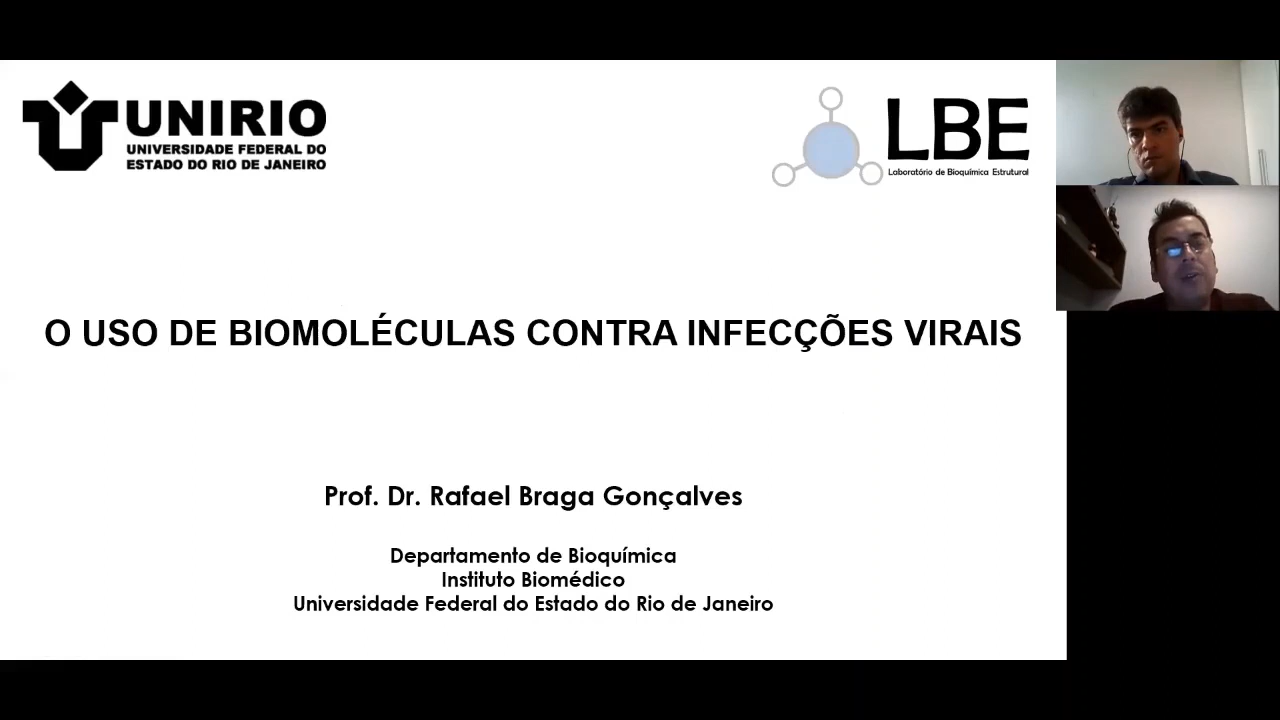 UNIRIO
UNIVERSIDADE FEDERAL DO
ESTADO DO RIO DE JANEIRO
LBE
Laboratório de Bioquímica Estrutural
O USO DE BIOMOLÉCULAS CONTRA INFECÇÕES VIRAIS
Prof. Dr. Rafael Braga Gonçalves
Departamento de Bioquímica
Instituto Biomédico
Universidade Federal do Estado do Rio de Janeiro